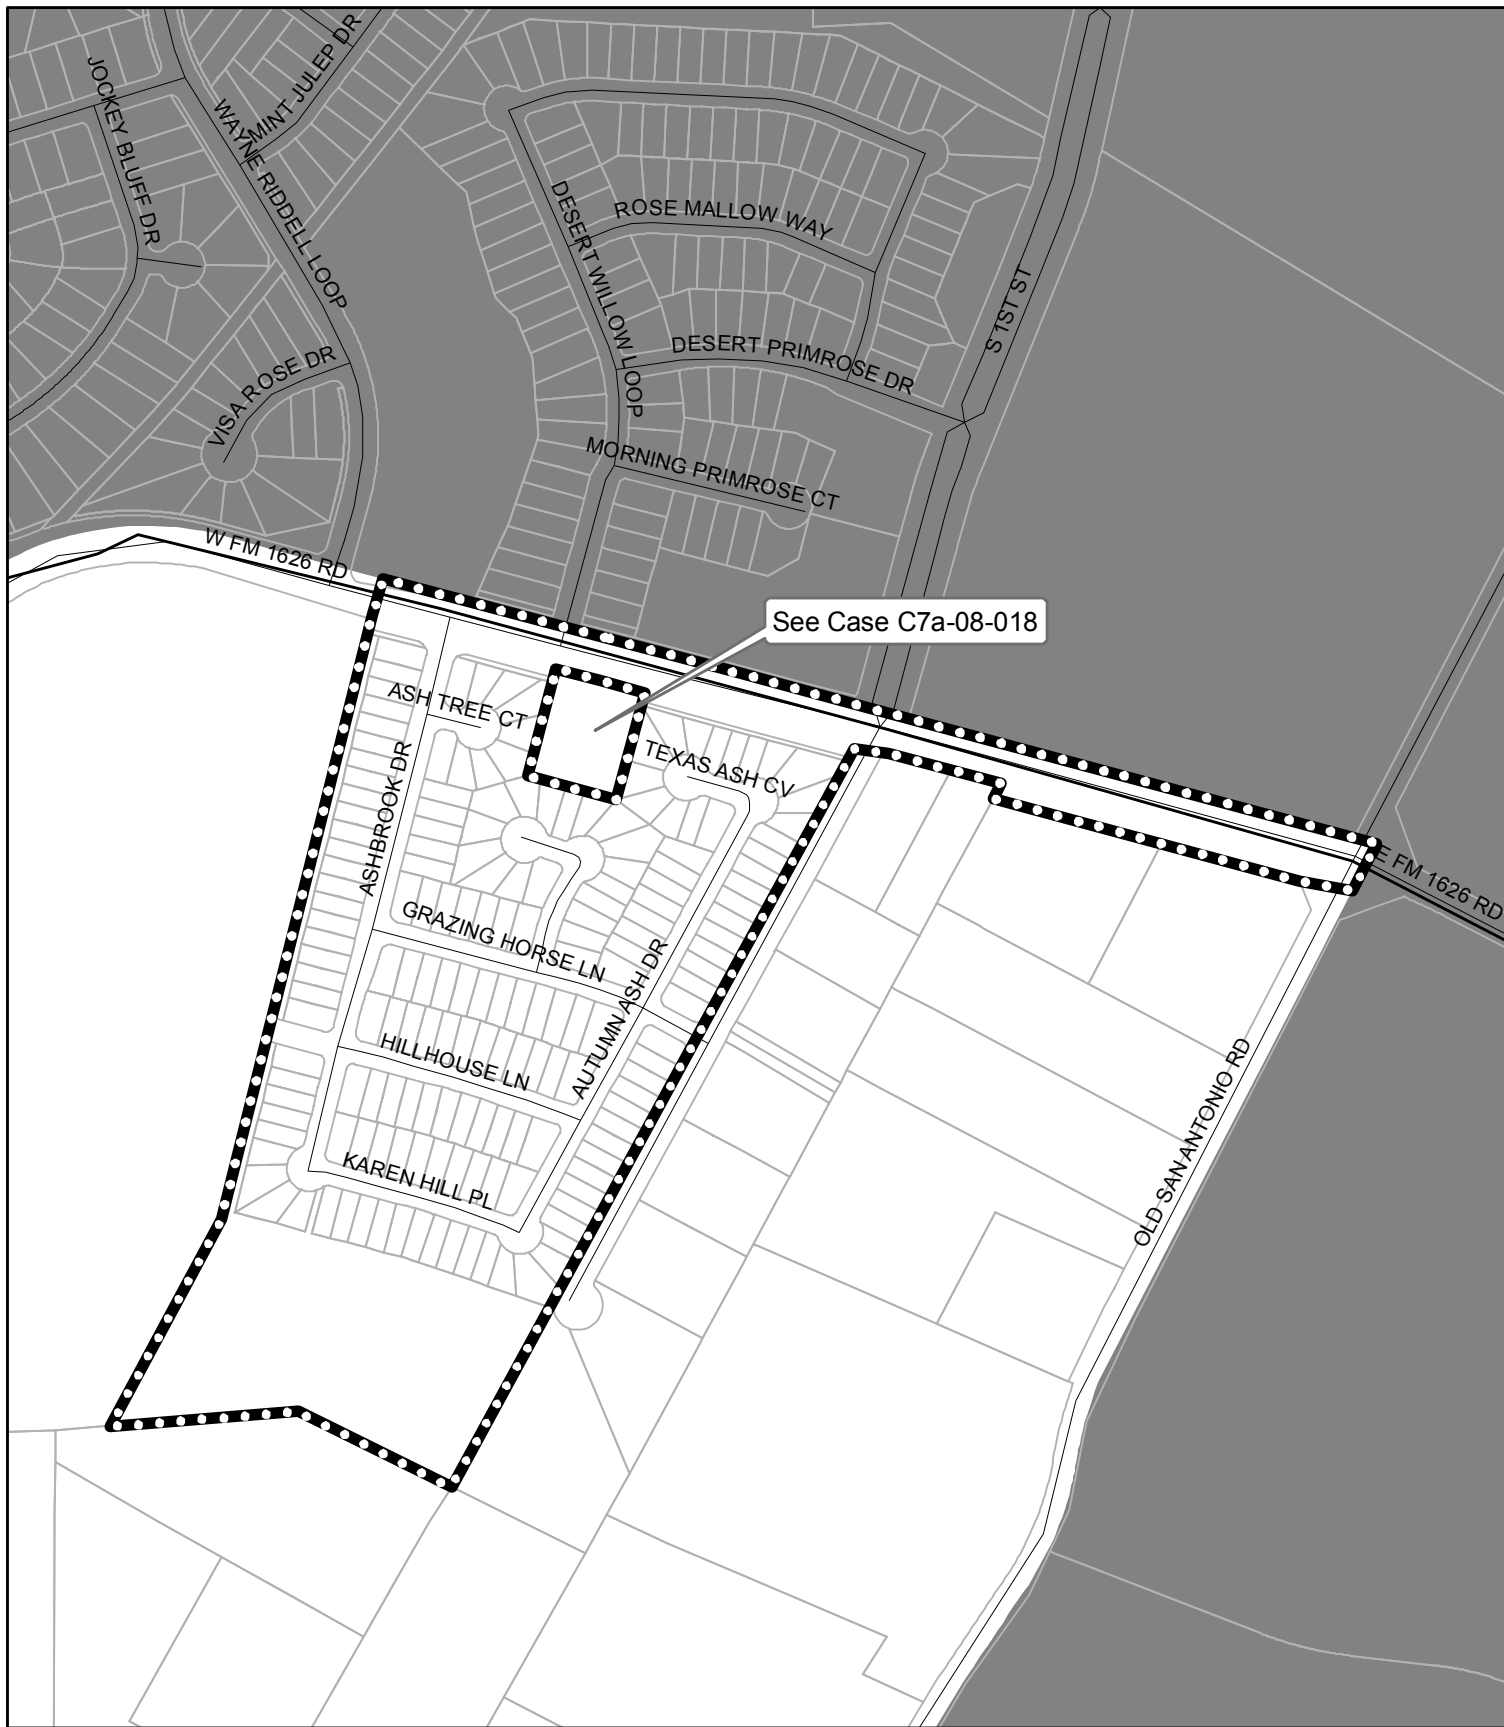 JOCKEY BLUFF DR
MINT JULEP DR
WAYNE RIDDELL LOOP
VISA ROSE DR
DESERT WILLOW LOOP
ROSE MALLOW WAY
DESERT PRIMROSE DR
S 1ST ST
MORNING PRIMROSE CT
W FM 1626 RD
See Case C7a-08-018
ASH TREE CT
TEXAS ASH CV
ASHBROOK DR
E FM 1626 RD
GRAZING HORSE LN
AUTUMN ASH DR
HILLHOUSE LN
KAREN HILL PL
OLD SAN ANTONIO RD